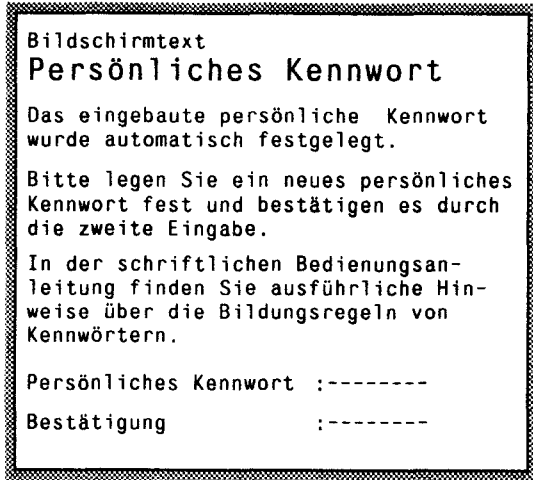 Bildschirmtext
Persönliches Kennwort
Das eingebaute persönliche Kennwort
wurde automatisch festgelegt.
Bitte legen Sie ein neues persönliches
Kennwort fest und bestätigen es durch
die zweite Eingabe.
In der schriftlichen Bedienungsan-
leitung finden Sie ausführliche Hin-
weise über die Bildungsregeln von
Kennwörtern.
Persönliches Kennwort :--------
Bestätigung :--------